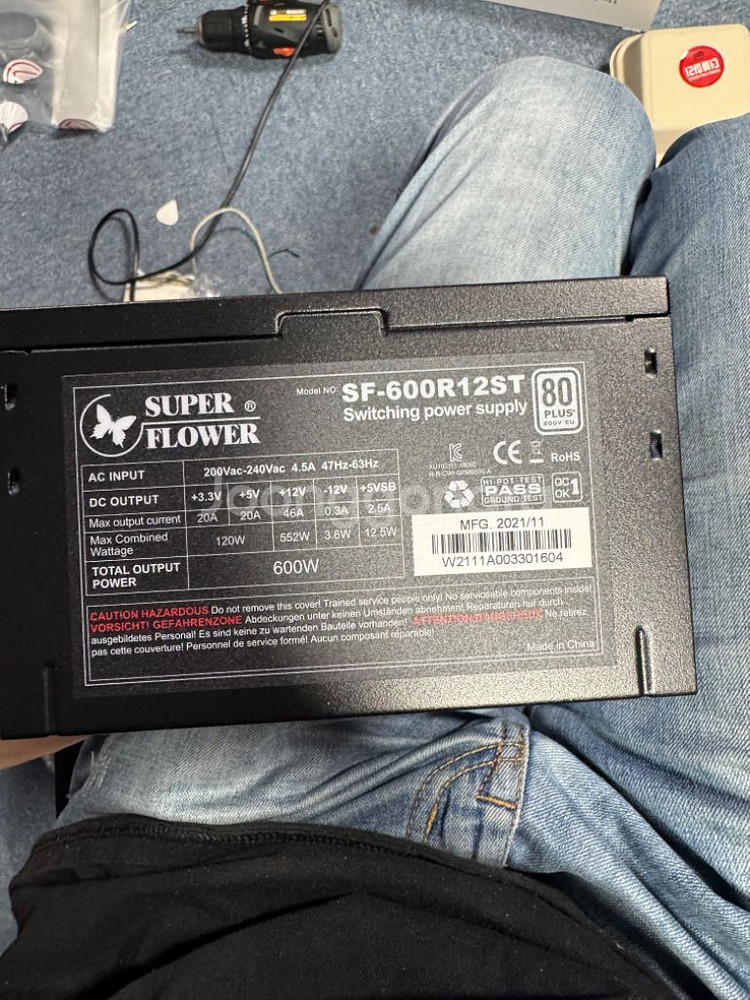 SUPER ®
FLOWER
Model NO: SF-600R12ST
Switching power supply
80
PLUS
200V EU
CE
RoHS
HI-POT TEST
PASS
GROUND TEST
QC
OK 1
AC INPUT 200Vac-240Vac 4.5A 47Hz-63Hz
DC OUTPUT +3.3V +5V +12V -12V +5VSB
Max output current 20A 20A 46A 0.3A 2.5A
Max Combined Wattage 120W 552W 3.6W 12.5W
TOTAL OUTPUT POWER 600W
MFG. 2021/11
W2111A003301604
CAUTION HAZARDOUS Do not remove this cover! Trained service people only! No serviceable components inside!
VORSICHT! GEFAHRENZONE Abdeckungen unter keinen Umständen abnehmen! Reparaturen nur durch
ausgebildetes Personal! Es sind keine zu wartenden Bauteile vorhanden! ATTENTION DANGEREUX Ne retirez
pas cette couverture! Personnel de service formé! Aucun composant réparable!
Made in China